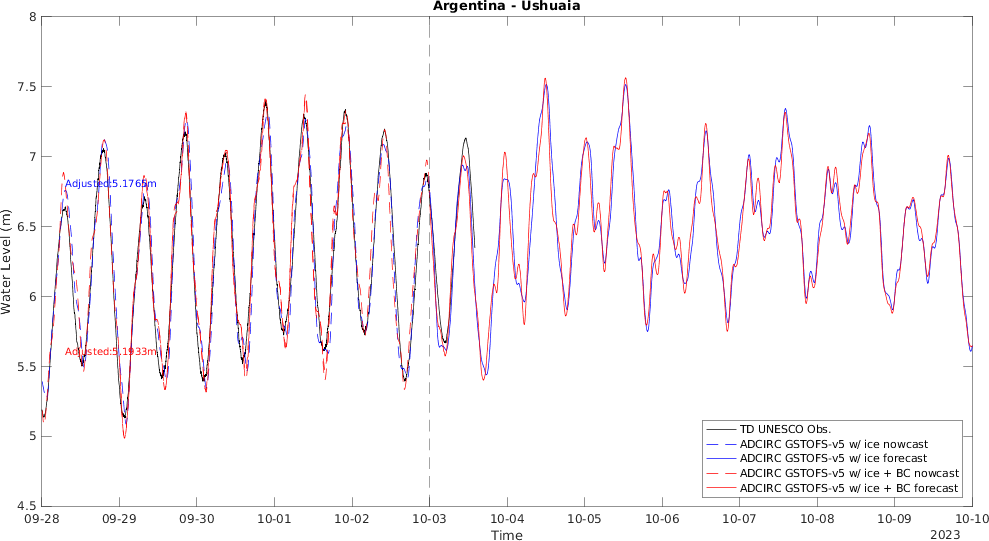 Argentina - Ushuaia
8
7.5
7
6.5
6
5.5
5
4.5
Water Level (m)
Adjusted:5.1765m
Adjusted:5.1933m
TD UNESCO Obs.
ADCIRC GSTOFS-v5 w/ ice nowcast
ADCIRC GSTOFS-v5 w/ ice forecast
ADCIRC GSTOFS-v5 w/ ice + BC nowcast
ADCIRC GSTOFS-v5 w/ ice + BC forecast
09-28 09-29 09-30 10-01 10-02 10-03 10-04 10-05 10-06 10-07 10-08 10-09 10-10
Time
2023